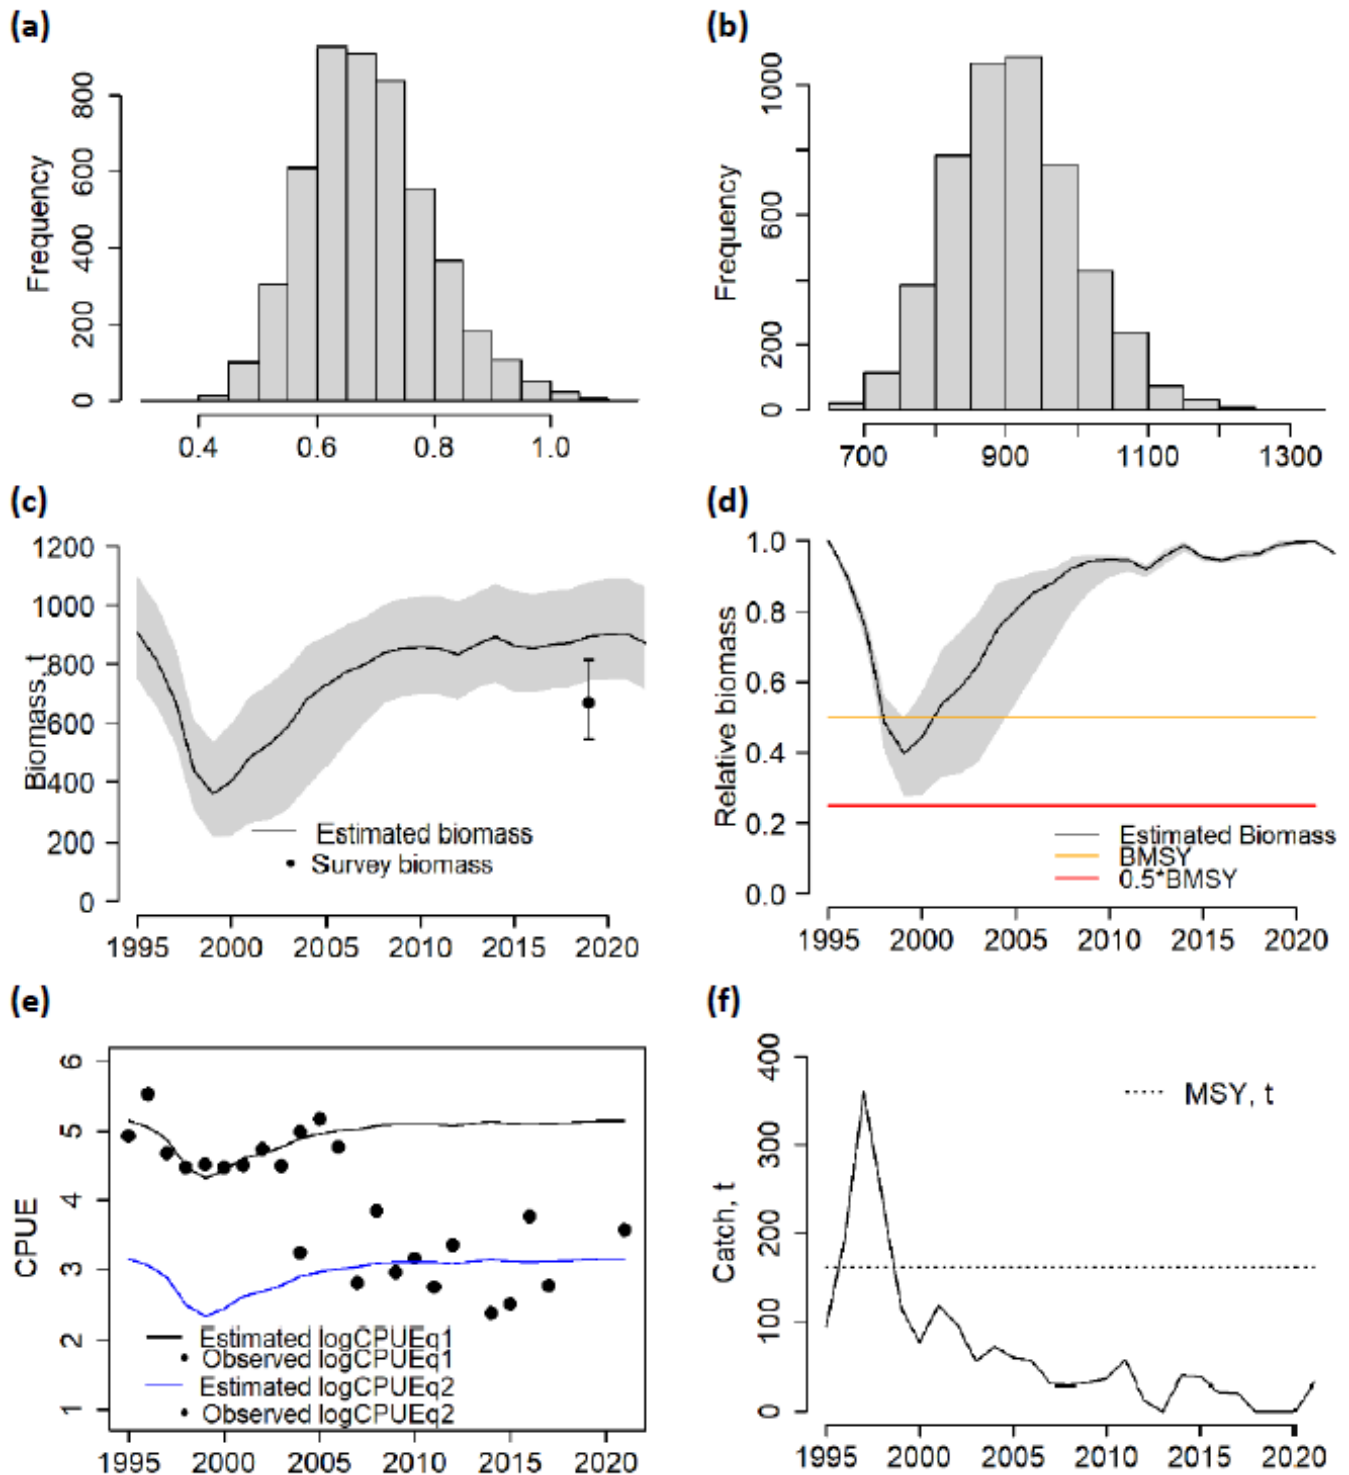 (a)
Frequency
0 200 400 600 800
0.4 0.6 0.8 1.0
(b)
Frequency
0 200 600 1000
700 900 1100 1300
(c)
Biomass, t
1200
1000
800
600
400
200
0
Estimated biomass
Survey biomass
1995 2000 2005 2010 2015 2020
(d)
Relative biomass
1.0
0.8
0.6
0.4
0.2
0.0
Estimated Biomass
BMSY
0.5*BMSY
1995 2000 2005 2010 2015 2020
(e)
CPUE
6
5
4
3
2
1
Estimated logCPUEq1
Observed logCPUEq1
Estimated logCPUEq2
Observed logCPUEq2
1995 2000 2005 2010 2015 2020
(f)
Catch, t
0 100 200 300 400
MSY, t
1995 2000 2005 2010 2015 2020